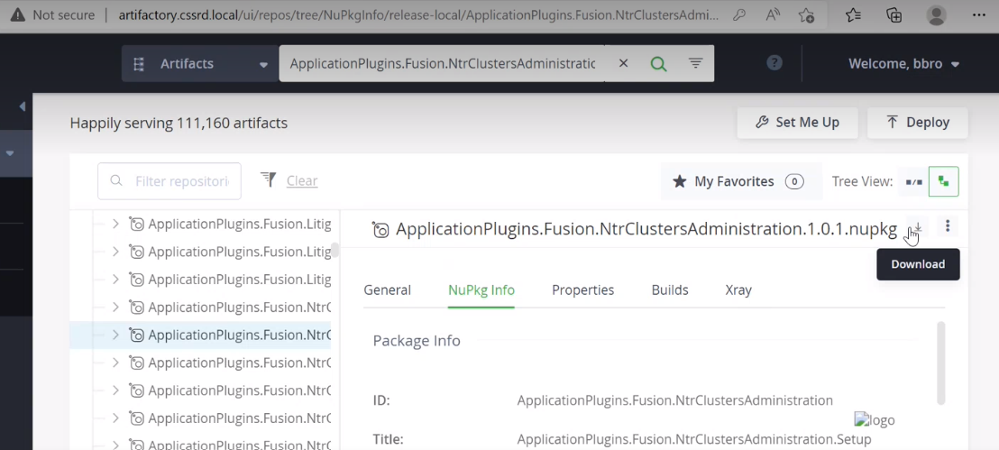 Not secure artifactory.cssrd.local/ui/repos/tree/NuPkgInfo/release-local/ApplicationPlugins.Fusion.NtrClustersAdmi...
Artifacts ApplicationPlugins.Fusion.NtrClustersAdministratic Welcome, bbro
Happily serving 111,160 artifacts Set Me Up Deploy
Filter repositori Clear My Favorites 0 Tree View:
ApplicationPlugins.Fusion.Litig ApplicationPlugins.Fusion.NtrClustersAdministration.1.0.1.nupkg
ApplicationPlugins.Fusion.Litig
Download
ApplicationPlugins.Fusion.Litig
General NuPkg Info Properties Builds Xray
ApplicationPlugins.Fusion.NtrC
ApplicationPlugins.Fusion.NtrC
Package Info
ApplicationPlugins.Fusion.NtrC
ApplicationPlugins.Fusion.NtrC
ID: ApplicationPlugins.Fusion.NtrClustersAdministration
ApplicationPlugins.Fusion.NtrC
logo
Title: ApplicationPlugins.Fusion.NtrClustersAdministration.Setup
ApplicationPlugins.Fusion.NtrC